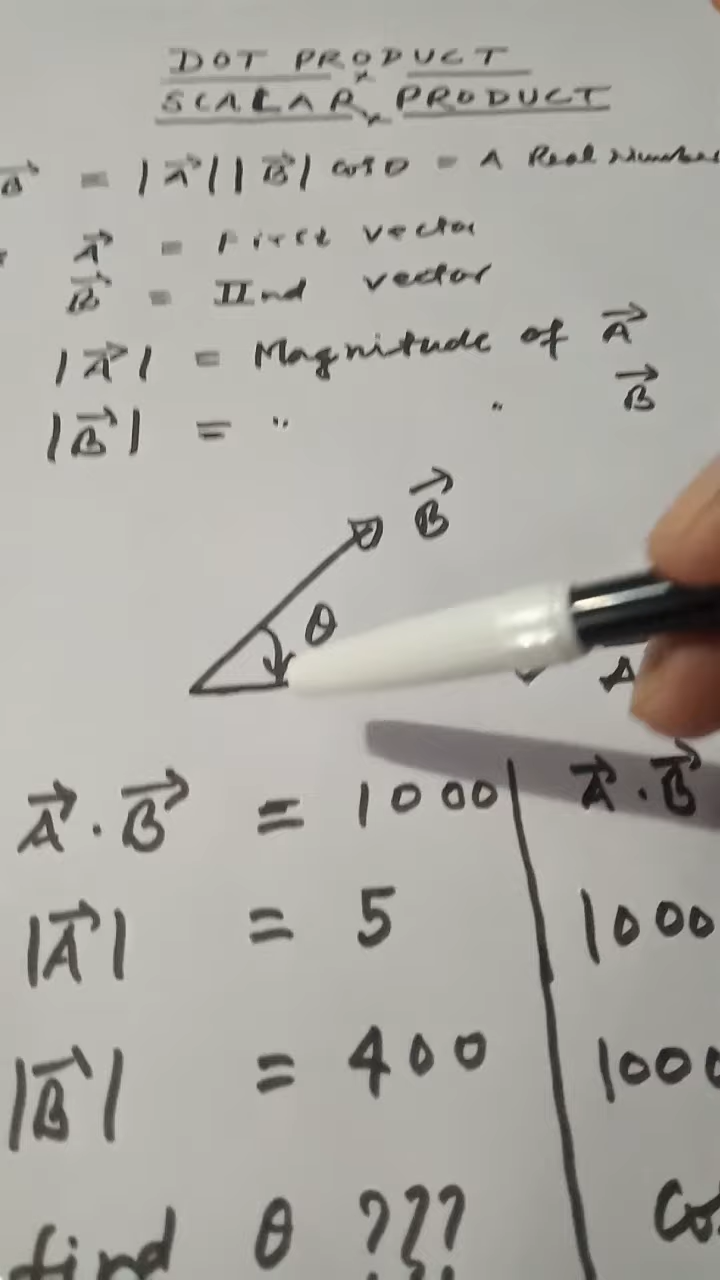 DOT PRODUCT
SCALAR PRODUCT
B⃗ = |A⃗||B⃗| cos θ = A Real Number
A⃗ = First vector
B⃗ = IInd vector
|A⃗| = Magnitude of A⃗
|B⃗| = " " B⃗
B⃗
θ
A
A⃗ . B⃗ = 1000
|A⃗| = 5
|B⃗| = 400
find θ ???
A⃗ . B⃗
1000
1000